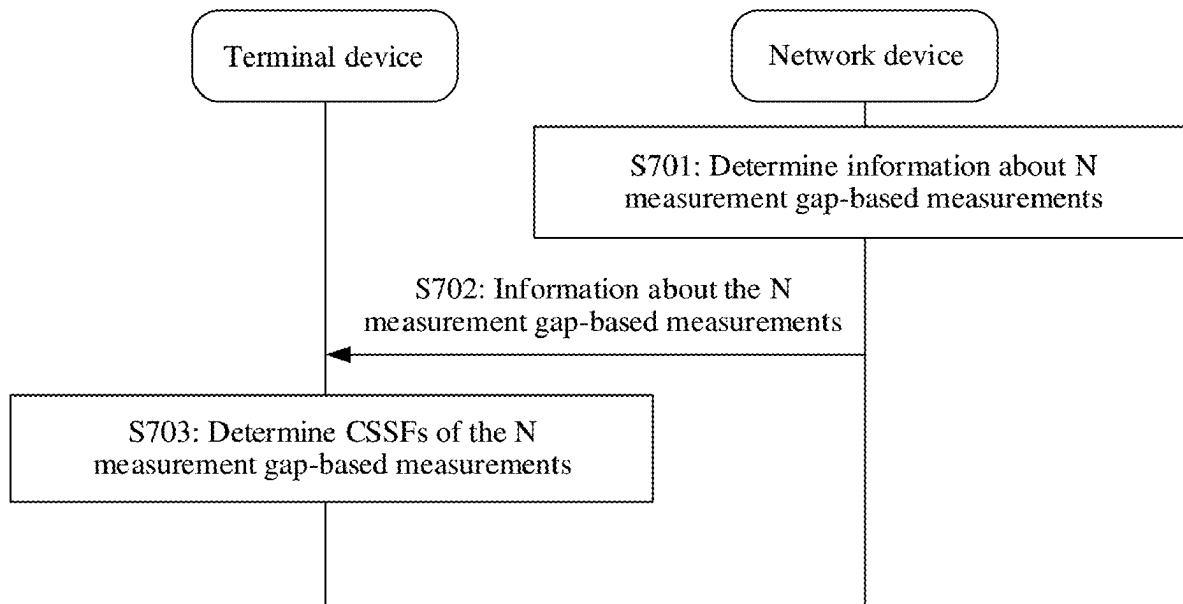 Terminal device
Network device
S701: Determine information about N
measurement gap-based measurements
S702: Information about the N
measurement gap-based measurements
S703: Determine CSSFs of the N
measurement gap-based measurements